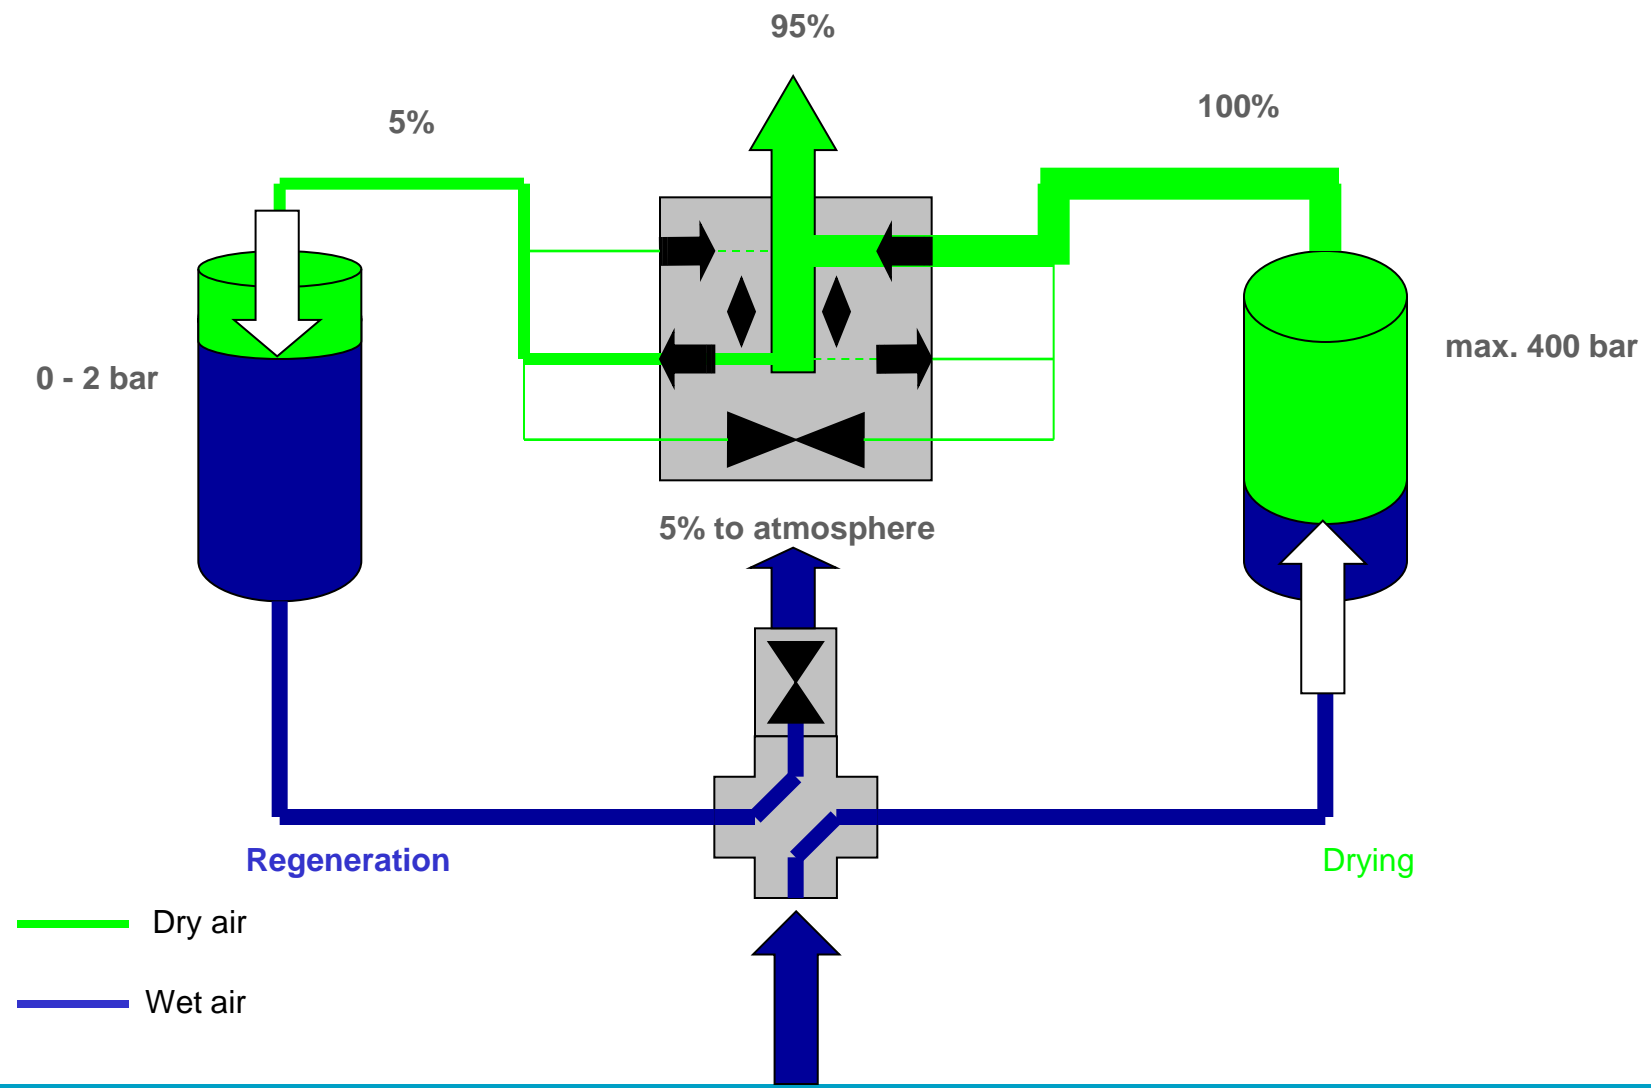 95%
5%
100%
0 - 2 bar
max. 400 bar
5% to atmosphere
Regeneration
Drying
Dry air
Wet air